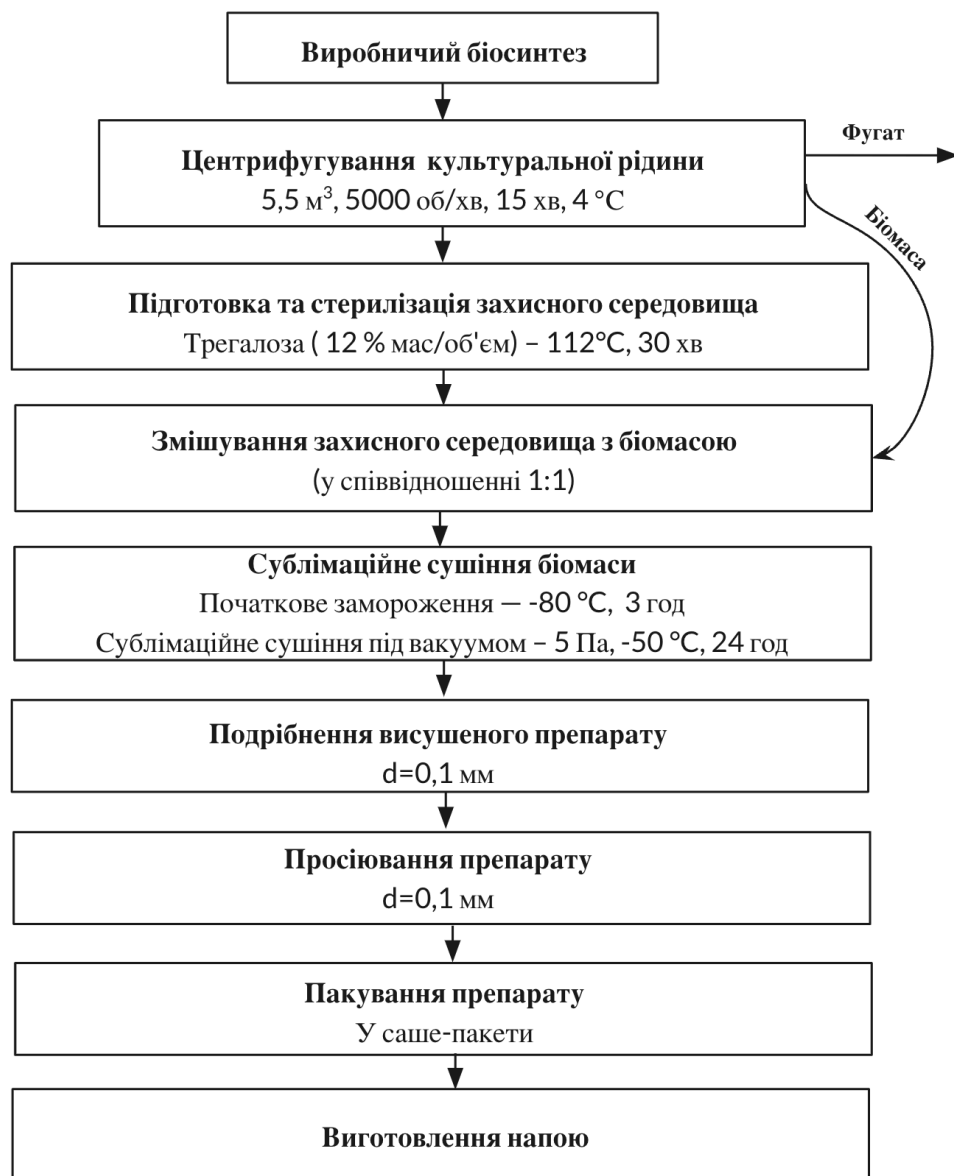 Виробничий біосинтез
Центрифугування культуральної рідини
5,5 м³, 5000 об/хв, 15 хв, 4 °C
Фугат
Біомаса
Підготовка та стерилізація захисного середовища
Трегалоза ( 12 % мас/об'єм) – 112°C, 30 хв
Змішування захисного середовища з біомасою
(у співвідношенні 1:1)
Сублімаційне сушіння біомаси
Початкове замороження — -80 °C, 3 год
Сублімаційне сушіння під вакуумом – 5 Па, -50 °C, 24 год
Подрібнення висушеного препарату
d=0,1 мм
Просіювання препарату
d=0,1 мм
Пакування препарату
У саше-пакети
Виготовлення напою